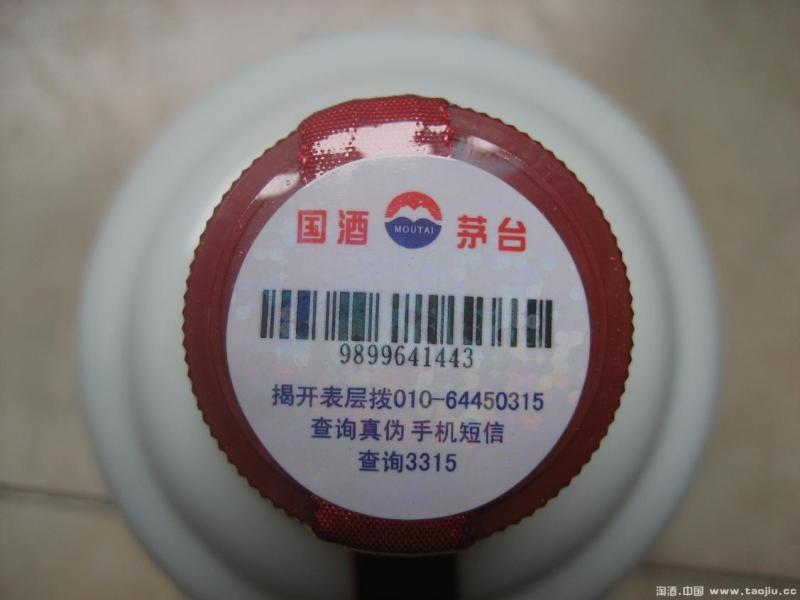 国酒 MOUTAI 茅台
9899641443
揭开表层拨010-64450315
查询真伪 手机短信
查询3315
淘酒.中国 www.taojiu.cc